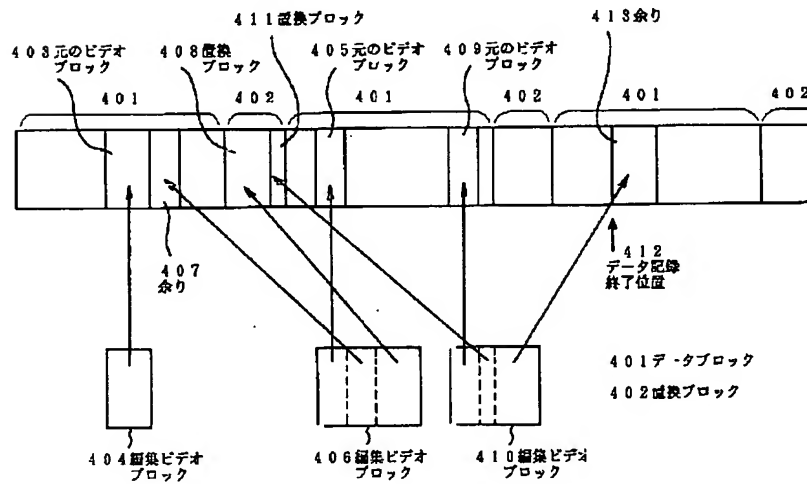 411置換ブロック
413余り
403元のビデオ
ブロック
408置換
ブロック
405元のビデオ
ブロック
409元のビデオ
ブロック
401
402
401
402
401
402
407
余り
412
データ記録
終了位置
401データブロック
402置換ブロック
404編集ビデオ
ブロック
406編集ビデオ
ブロック
410編集ビデオ
ブロック